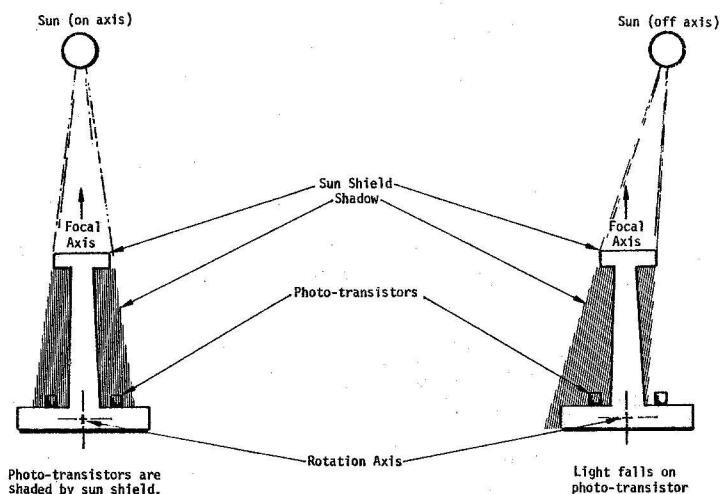 Sun (on axis)
Sun (off axis)
Sun Shield
Shadow
Focal
Axis
Focal
Axis
Photo-transistors
Rotation Axis
Photo-transistors are
shaded by sun shield.
Light falls on
photo-transistor